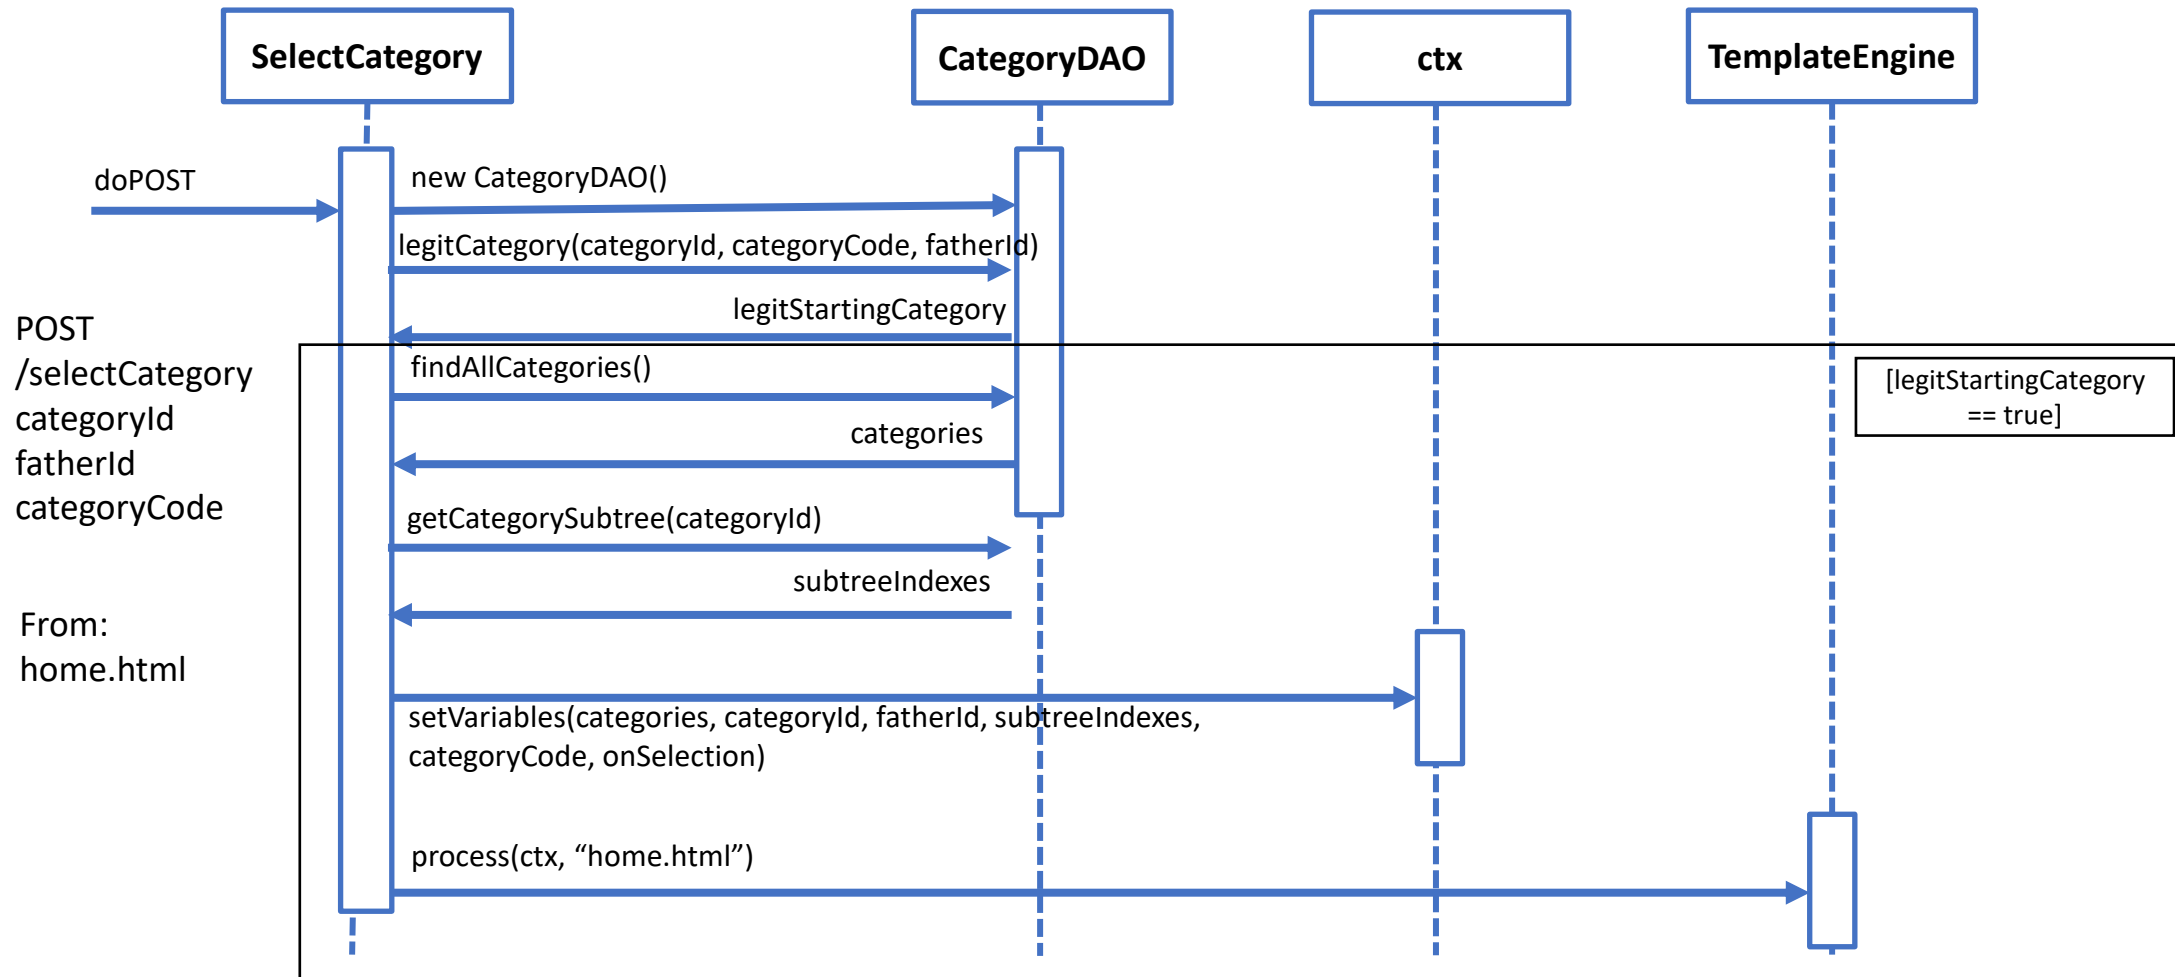 SelectCategory
CategoryDAO
ctx
TemplateEngine
doPOST
new CategoryDAO()
legitCategory(categoryId, categoryCode, fatherId)
legitStartingCategory
POST
/selectCategory
categoryId
fatherId
categoryCode
findAllCategories()
[legitStartingCategory
== true]
categories
getCategorySubtree(categoryId)
subtreeIndexes
From:
home.html
setVariables(categories, categoryId, fatherId, subtreeIndexes,
categoryCode, onSelection)
process(ctx, “home.html”)